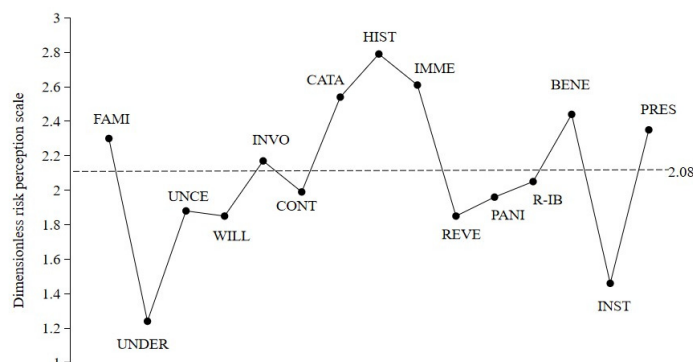 Dimensionless risk perception scale
3
2.8
2.6
2.4
2.2
2
1.8
1.6
1.4
1.2
1
FAMI
UNDER
UNCE
WILL
INVO
CONT
CATA
HIST
IMME
REVE
PANI
R-IB
BENE
INST
PRES
2.08